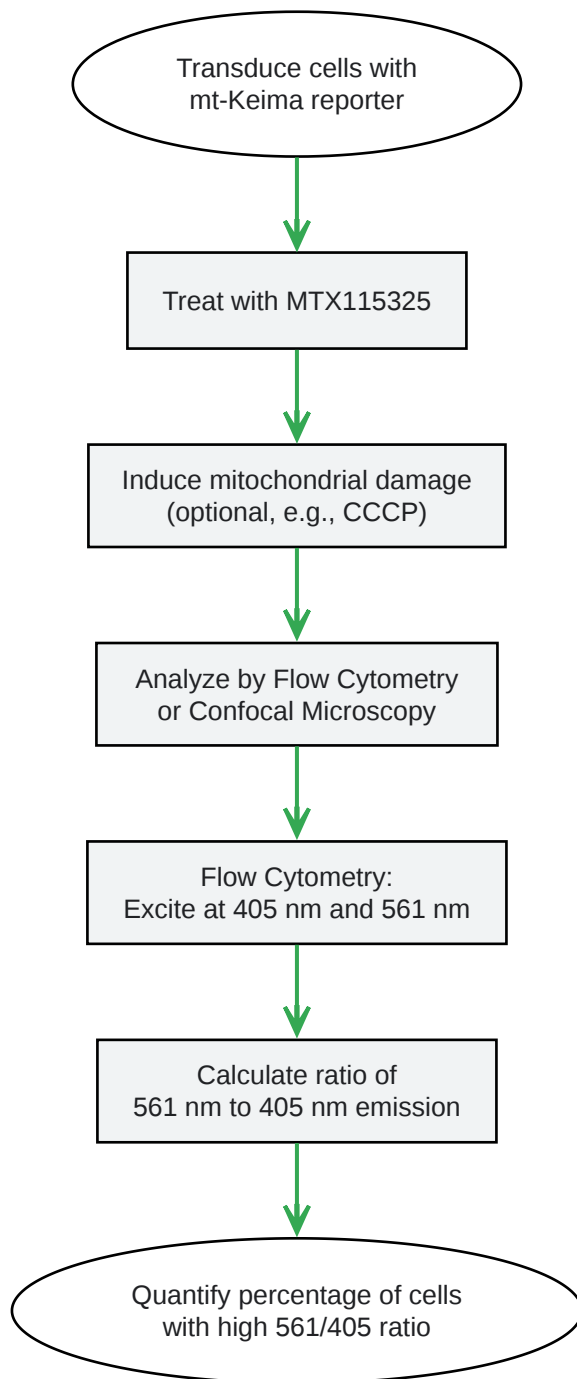 Transduce cells with
mt-Keima reporter
Treat with MTX115325
Induce mitochondrial damage
(optional, e.g., CCCP)
Analyze by Flow Cytometry
or Confocal Microscopy
Flow Cytometry:
Excite at 405 nm and 561 nm
Calculate ratio of
561 nm to 405 nm emission
Quantify percentage of cells
with high 561/405 ratio